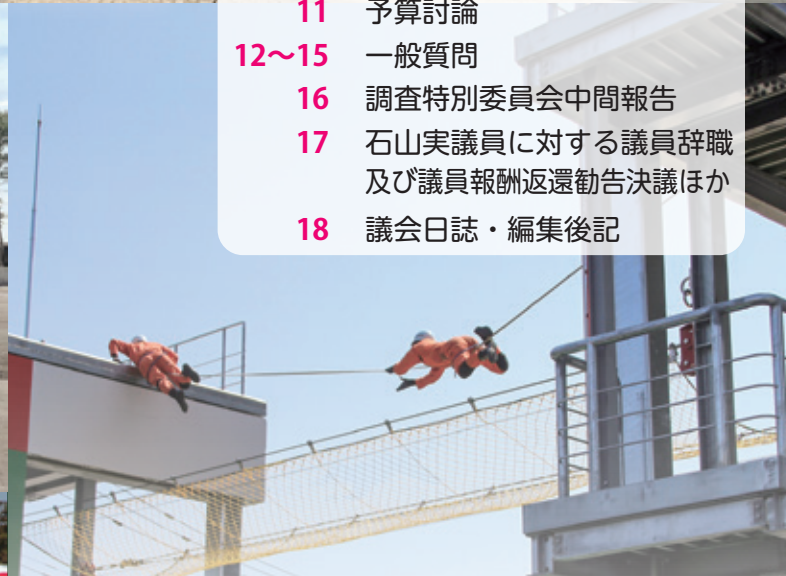 11 予算討論
12〜15 一般質問
16 調査特別委員会中間報告
17 石山実議員に対する議員辞職
及び議員報酬返還勧告決議ほか
18 議会日誌・編集後記